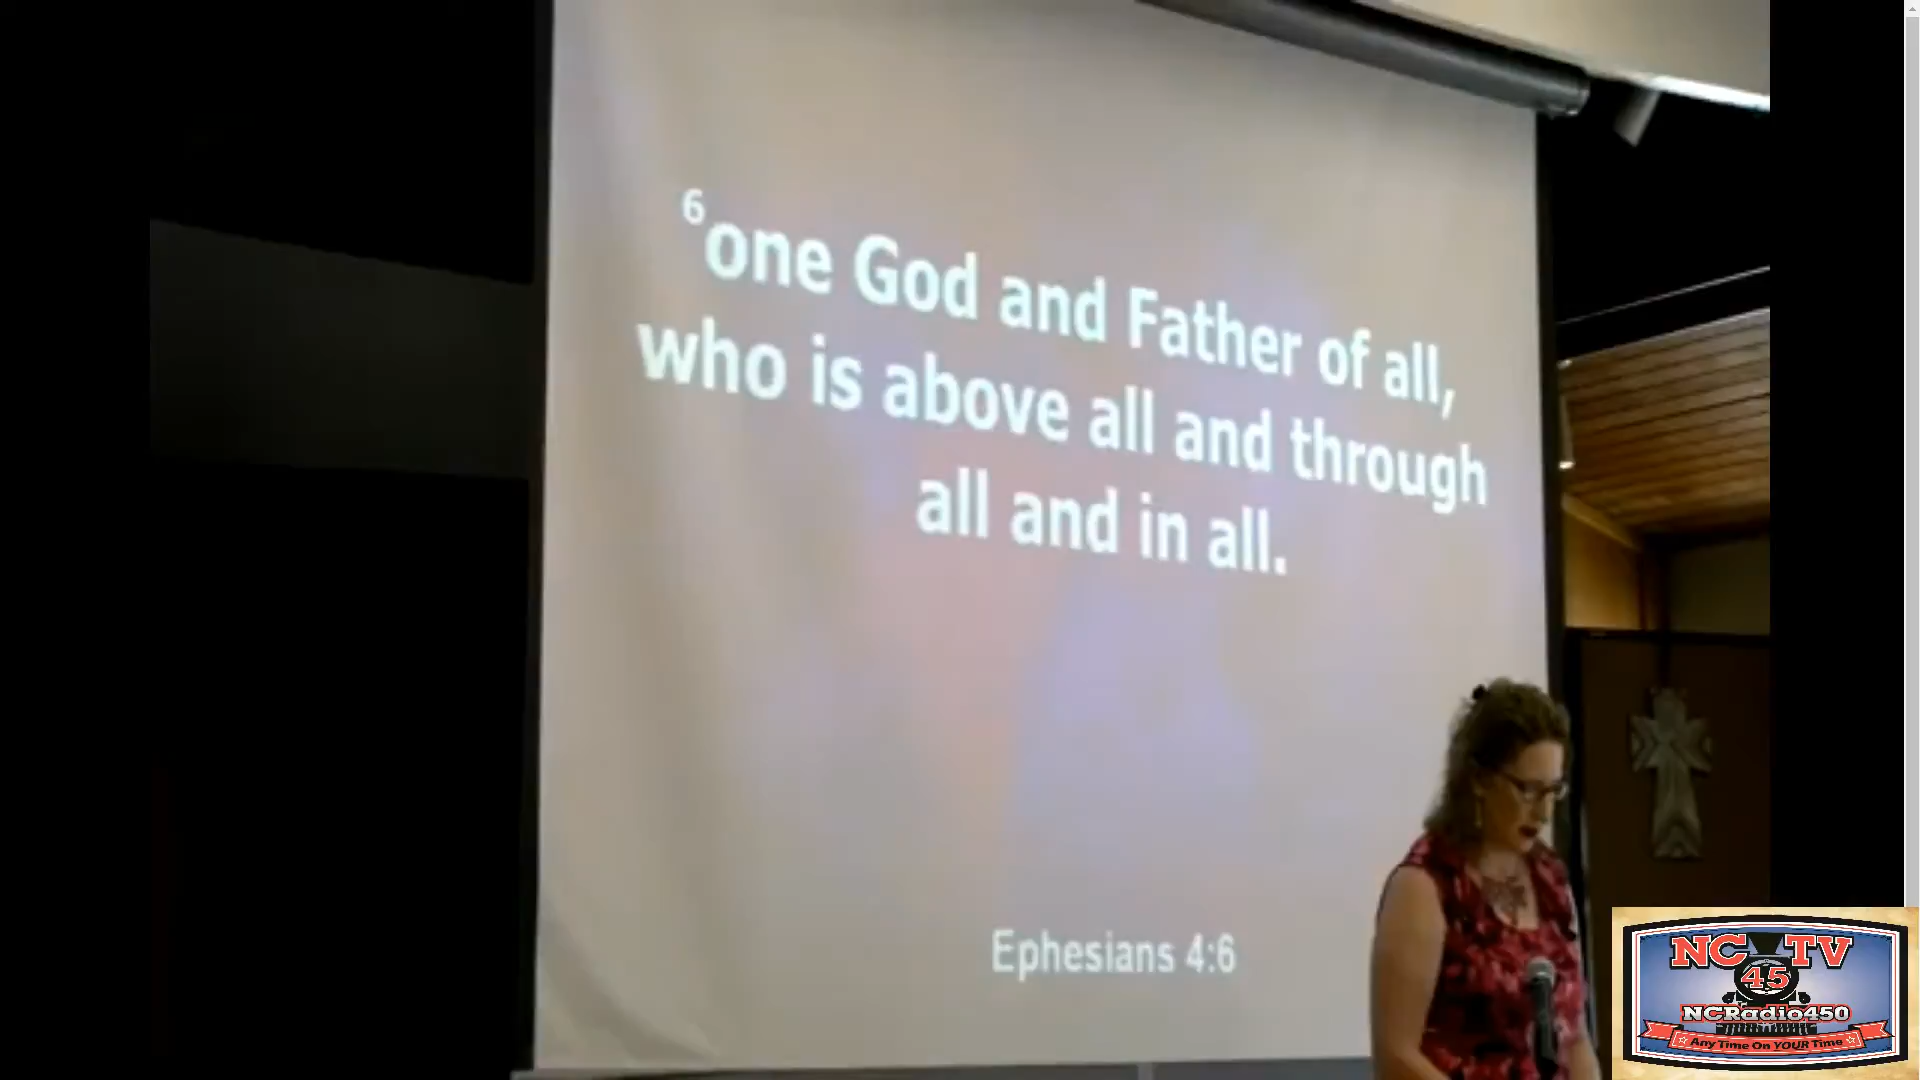 6 one God and Father of all,
who is above all and through
all and in all.
Ephesians 4:6
NC TV
45
NCRadio450
Any Time On YOUR Time